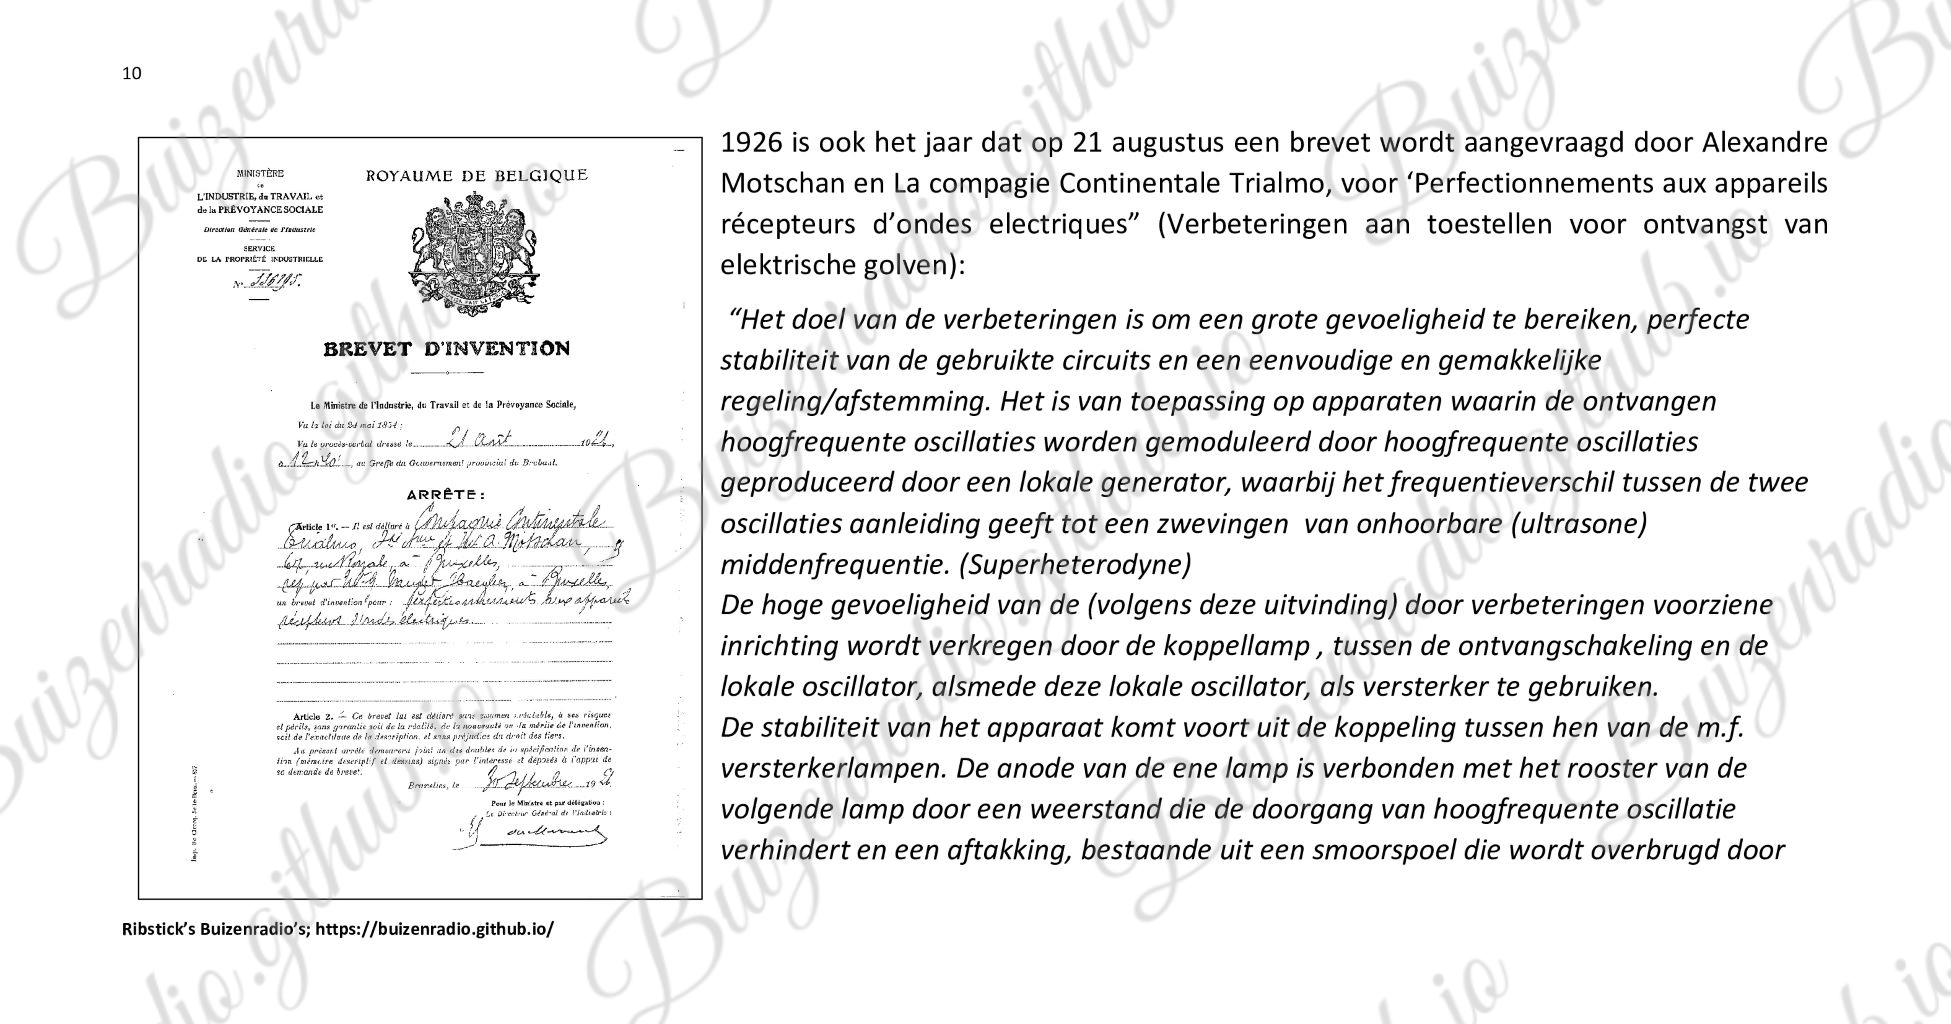 10
MINISTÈRE
DE
L'INDUSTRIE, du TRAVAIL et
de la PRÉVOYANCE SOCIALE
Direction Générale de l'Industrie
SERVICE
DE LA PROPRIÉTÉ INDUSTRIELLE
N°
ROYAUME DE BELGIQUE
BREVET D'INVENTION
Le Ministre de l'Industrie, du Travail et de la Prévoyance Sociale,
Vu la loi du 24 mai 1854 ;
Vu le procès-verbal dressé le 21 Août 1926,
à 12 h 40', au Greffe du Gouvernement provincial du Brabant.
ARRÊTE :
Article 1er. — Il est délivré à Compagnie Continentale
Trialmo, Sté Ame et Mr A. Motschan,
rue Royale, à Bruxelles,
rep. par à Bruxelles,
un brevet d'invention pour : perfectionnements aux appareils
récepteurs d'ondes électriques.
Article 2. — Ce brevet lui est délivré sans examen préalable, à ses risques
et périls, sans garantie soit de la réalité, de la nouveauté ou du mérite de l'invention,
soit de l'exactitude de la description, et sans préjudice du droit des tiers.
Au présent arrêté demeurera joint un des doubles de la spécification de l'inven-
tion (mémoire descriptif et dessins) signés par l'intéressé et déposés à l'appui de
sa demande de brevet.
Bruxelles, le 30 Septembre 1926
Pour le Ministre et par délégation :
Le Directeur Général de l'Industrie :
1926 is ook het jaar dat op 21 augustus een brevet wordt aangevraagd door Alexandre
Motschan en La compagie Continentale Trialmo, voor ‘Perfectionnements aux appareils
récepteurs d’ondes electriques” (Verbeteringen aan toestellen voor ontvangst van
elektrische golven):
“Het doel van de verbeteringen is om een grote gevoeligheid te bereiken, perfecte
stabiliteit van de gebruikte circuits en een eenvoudige en gemakkelijke
regeling/afstemming. Het is van toepassing op apparaten waarin de ontvangen
hoogfrequente oscillaties worden gemoduleerd door hoogfrequente oscillaties
geproduceerd door een lokale generator, waarbij het frequentieverschil tussen de twee
oscillaties aanleiding geeft tot een zwevingen van onhoorbare (ultrasone)
middenfrequentie. (Superheterodyne)
De hoge gevoeligheid van de (volgens deze uitvinding) door verbeteringen voorziene
inrichting wordt verkregen door de koppellamp , tussen de ontvangschakeling en de
lokale oscillator, alsmede deze lokale oscillator, als versterker te gebruiken.
De stabiliteit van het apparaat komt voort uit de koppeling tussen hen van de m.f.
versterkerlampen. De anode van de ene lamp is verbonden met het rooster van de
volgende lamp door een weerstand die de doorgang van hoogfrequente oscillatie
verhindert en een aftakking, bestaande uit een smoorspoel die wordt overbrugd door
Ribstick’s Buizenradio’s; https://buizenradio.github.io/
Buizenradio.github.io